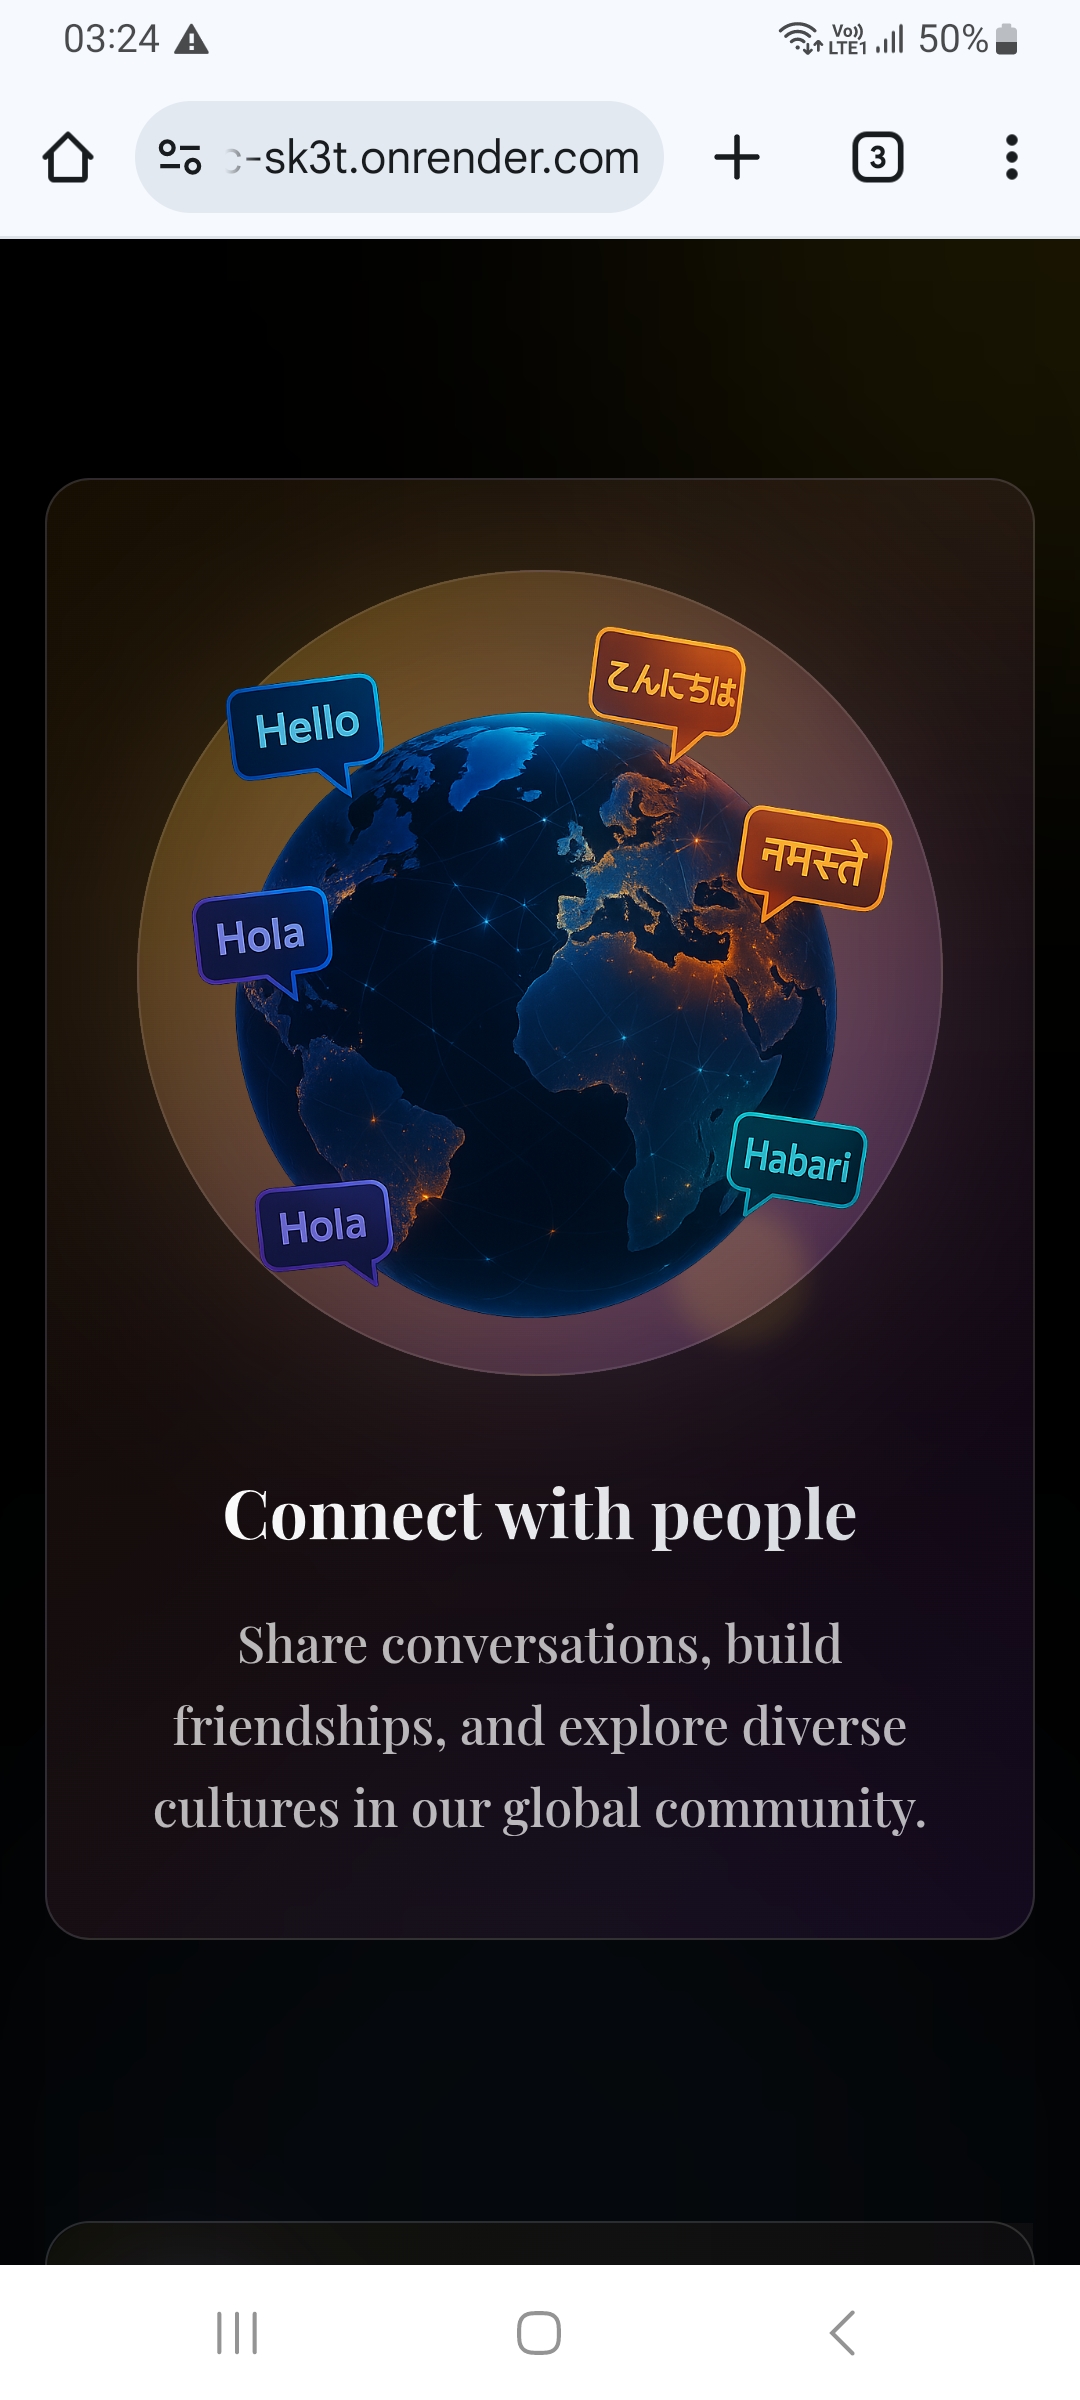 03:24
Vo)) LTE1 50%
-sk3t.onrender.com
3
こんにちは
Hello
नमस्ते
Hola
Habari
Hola
Connect with people
Share conversations, build
friendships, and explore diverse
cultures in our global community.